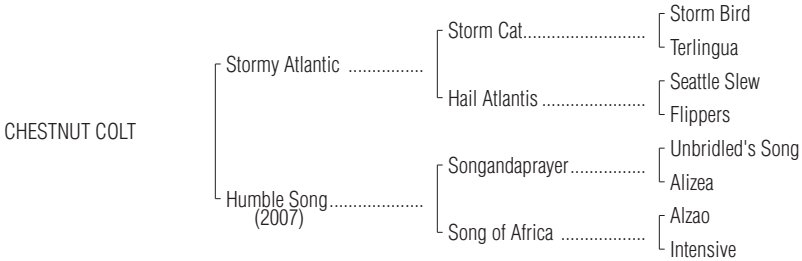 Storm Bird
Storm Cat..........................
Terlingua
Stormy Atlantic ................
Seattle Slew
Hail Atlantis ......................
Flippers
CHESTNUT COLT
Unbridled's Song
Songandaprayer................
Alizea
Humble Song....................
(2007)
Alzao
Song of Africa ..................
Intensive